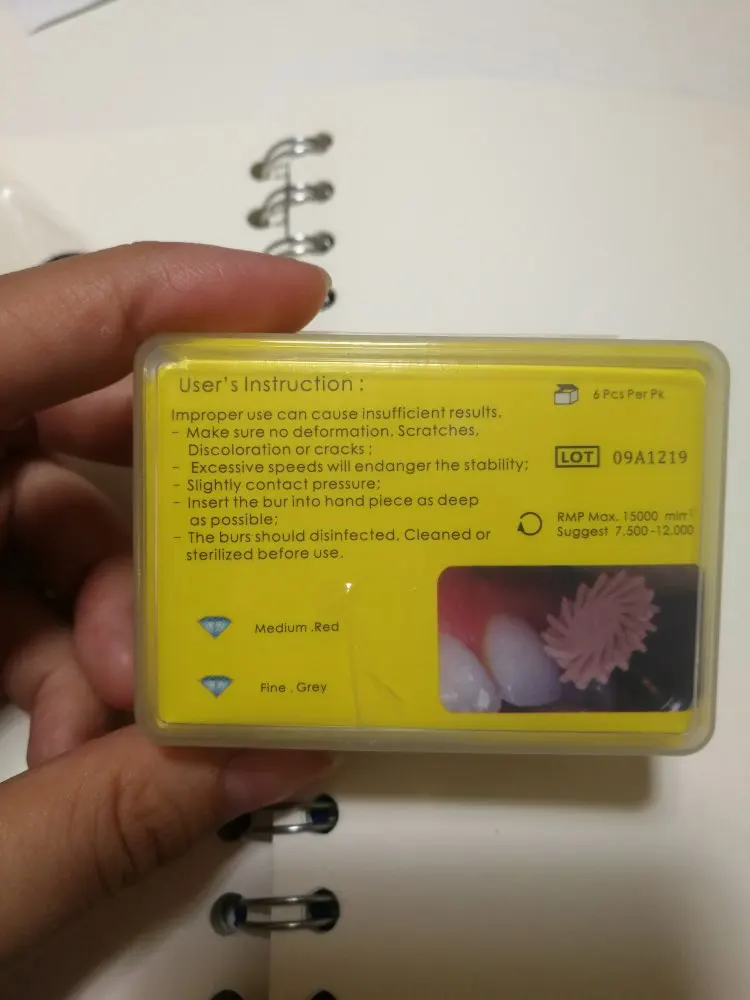 User's Instruction :
Improper use can cause insufficient results.
- Make sure no deformation, Scratches,
Discoloration or cracks ;
- Excessive speeds will endanger the stability;
- Slightly contact pressure;
- Insert the bur into hand piece as deep
as possible;
- The burs should disinfected, Cleaned or
sterilized before use.
6 Pcs Per Pk
LOT 09A1219
RMP Max. 15000 min⁻¹
Suggest 7.500-12.000
Medium .Red
Fine . Grey